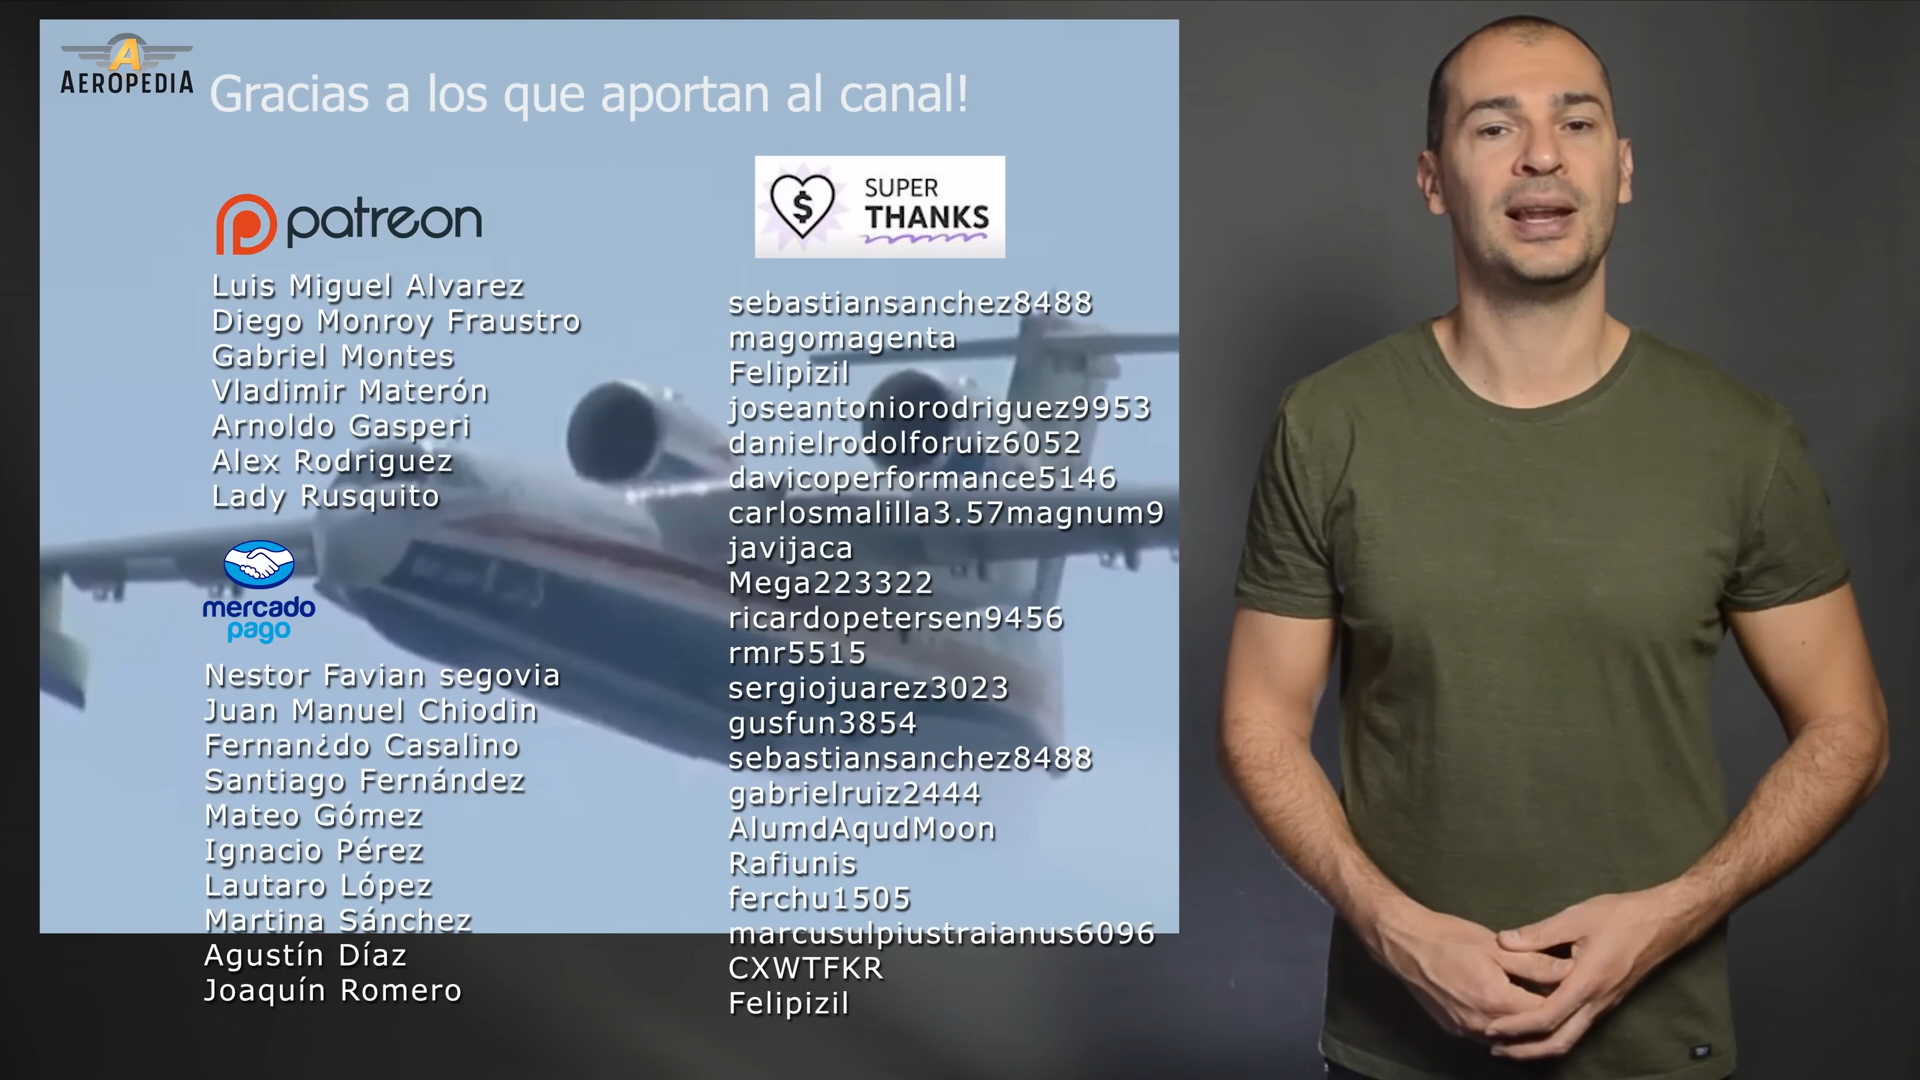 AEROPEDIA
Gracias a los que aportan al canal!
patreon
Luis Miguel Alvarez
Diego Monroy Fraustro
Gabriel Montes
Vladimir Materón
Arnoldo Gasperi
Alex Rodriguez
Lady Rusquito
mercado
pago
Nestor Favian segovia
Juan Manuel Chiodin
Fernan¿do Casalino
Santiago Fernández
Mateo Gómez
Ignacio Pérez
Lautaro López
Martina Sánchez
Agustín Díaz
Joaquín Romero
SUPER
THANKS
sebastiansanchez8488
magomagenta
Felipizil
joseantoniorodriguez9953
danielrodolforuiz6052
davicoperformance5146
carlosmalilla3.57magnum9
javijaca
Mega223322
ricardopetersen9456
rmr5515
sergiojuarez3023
gusfun3854
sebastiansanchez8488
gabrielruiz2444
AlumdAqudMoon
Rafiunis
ferchu1505
marcusulpiustraianus6096
CXWTFKR
Felipizil